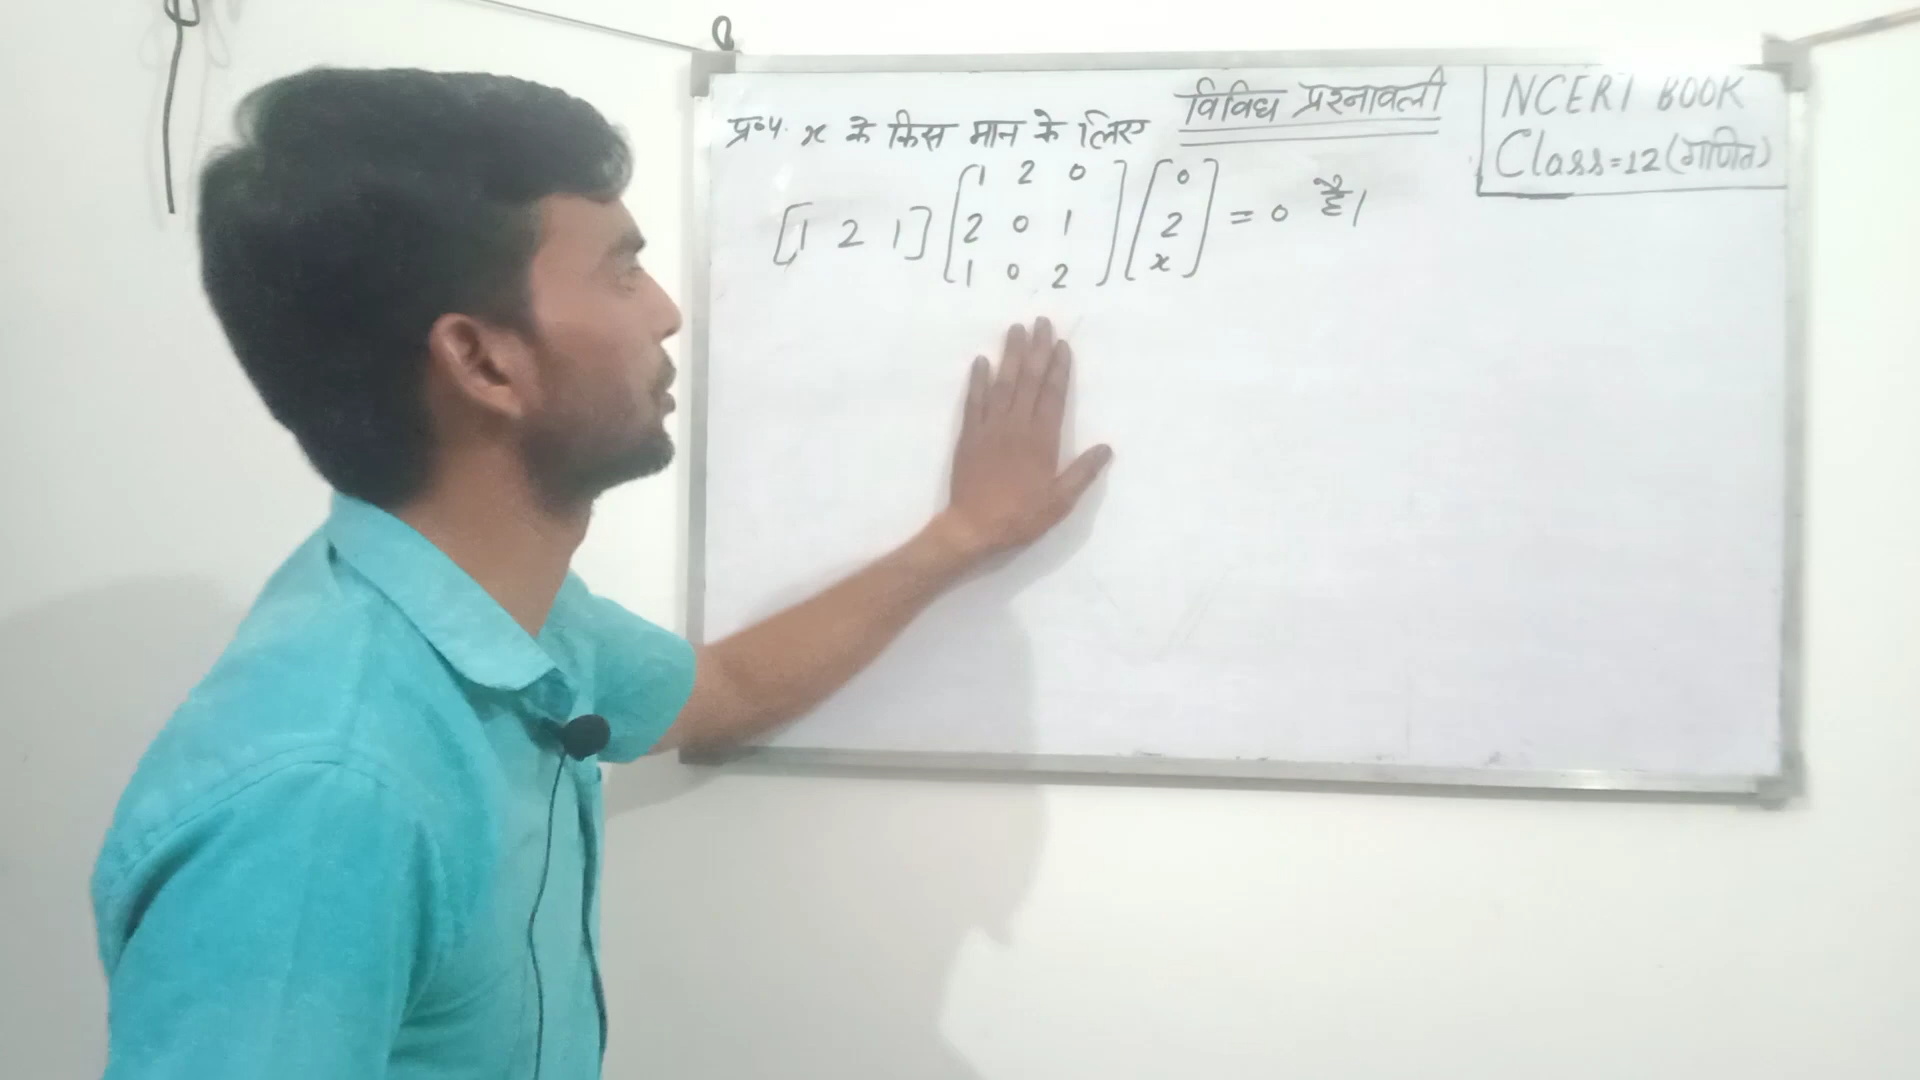 विविध प्रश्नावली
NCERT BOOK
Class=12 (गणित)
प्र०५. x के किस मान के लिए
[1 2 1] [1 2 0] [0]
[2 0 1] [2] = 0 है।
[1 0 2] [x]